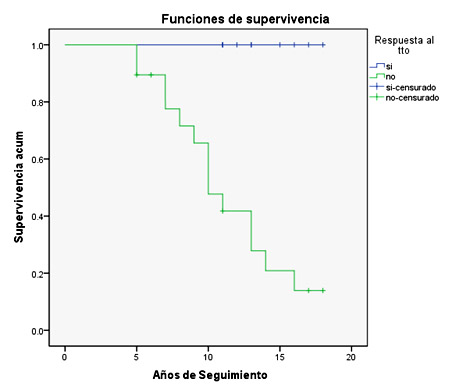 Funciones de supervivencia
Respuesta al
tto
si
no
si-censurado
no-censurado
Supervivencia acum
1.0
0.8
0.6
0.4
0.2
0.0
0
5
10
15
20
Años de Seguimiento